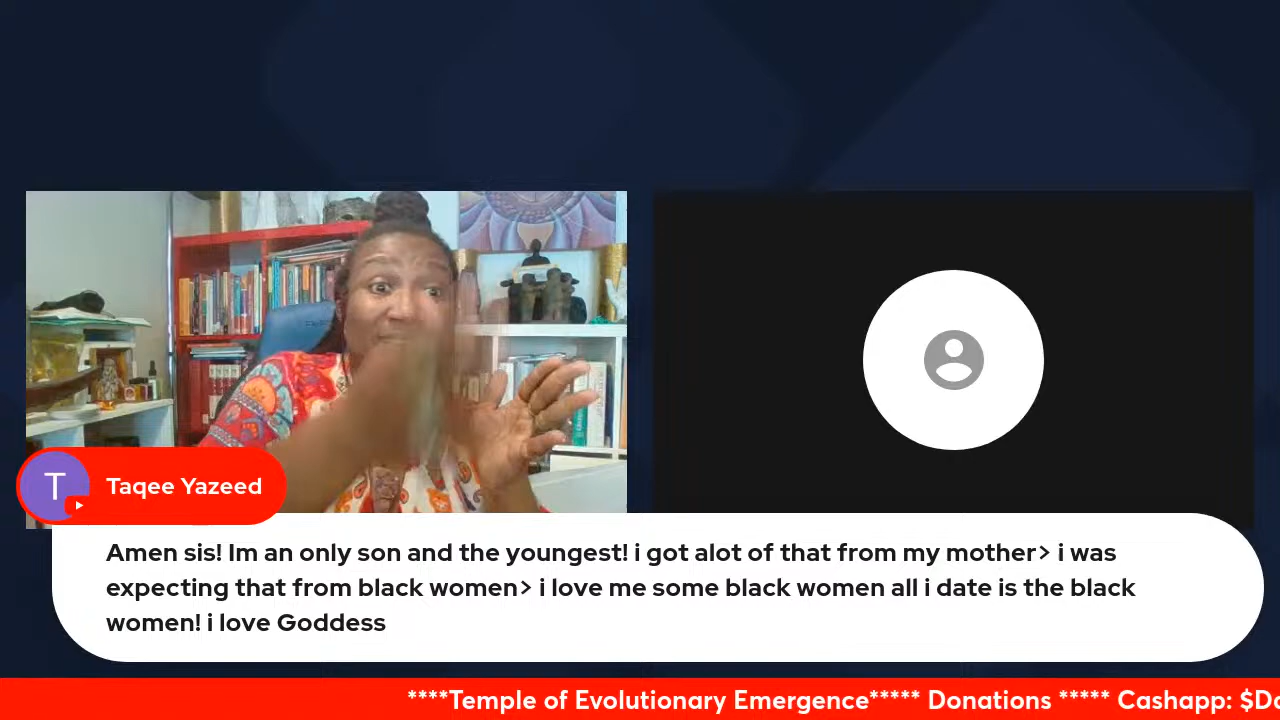 T
Taqee Yazeed
Amen sis! Im an only son and the youngest! i got alot of that from my mother> i was
expecting that from black women> i love me some black women all i date is the black
women! i love Goddess
****Temple of Evolutionary Emergence***** Donations ***** Cashapp: $Do